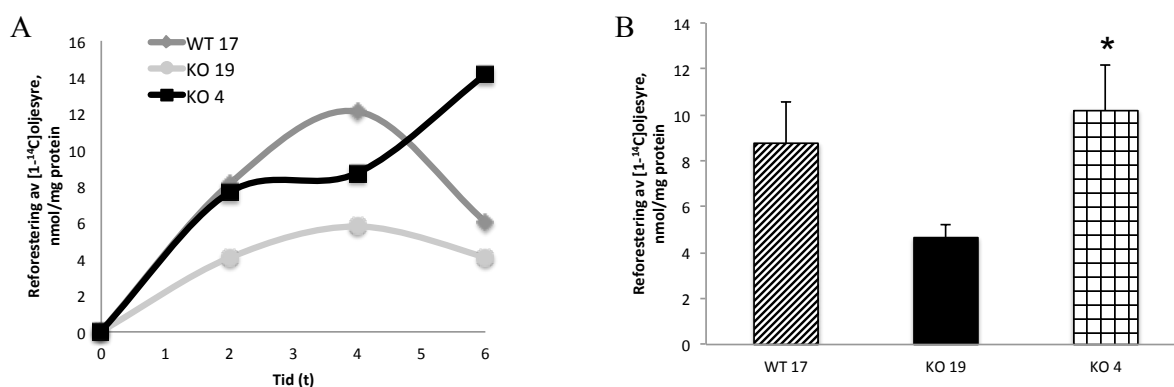 A
Reforestering av [1-¹⁴C]oljesyre,
nmol/mg protein
16
14
12
10
8
6
4
2
0
WT 17
KO 19
KO 4
0 1 2 3 4 5 6
Tid (t)
B
Reforestering av [1-¹⁴C]oljesyre,
nmol/mg protein
14
12
10
8
6
4
2
0
*
WT 17 KO 19 KO 4